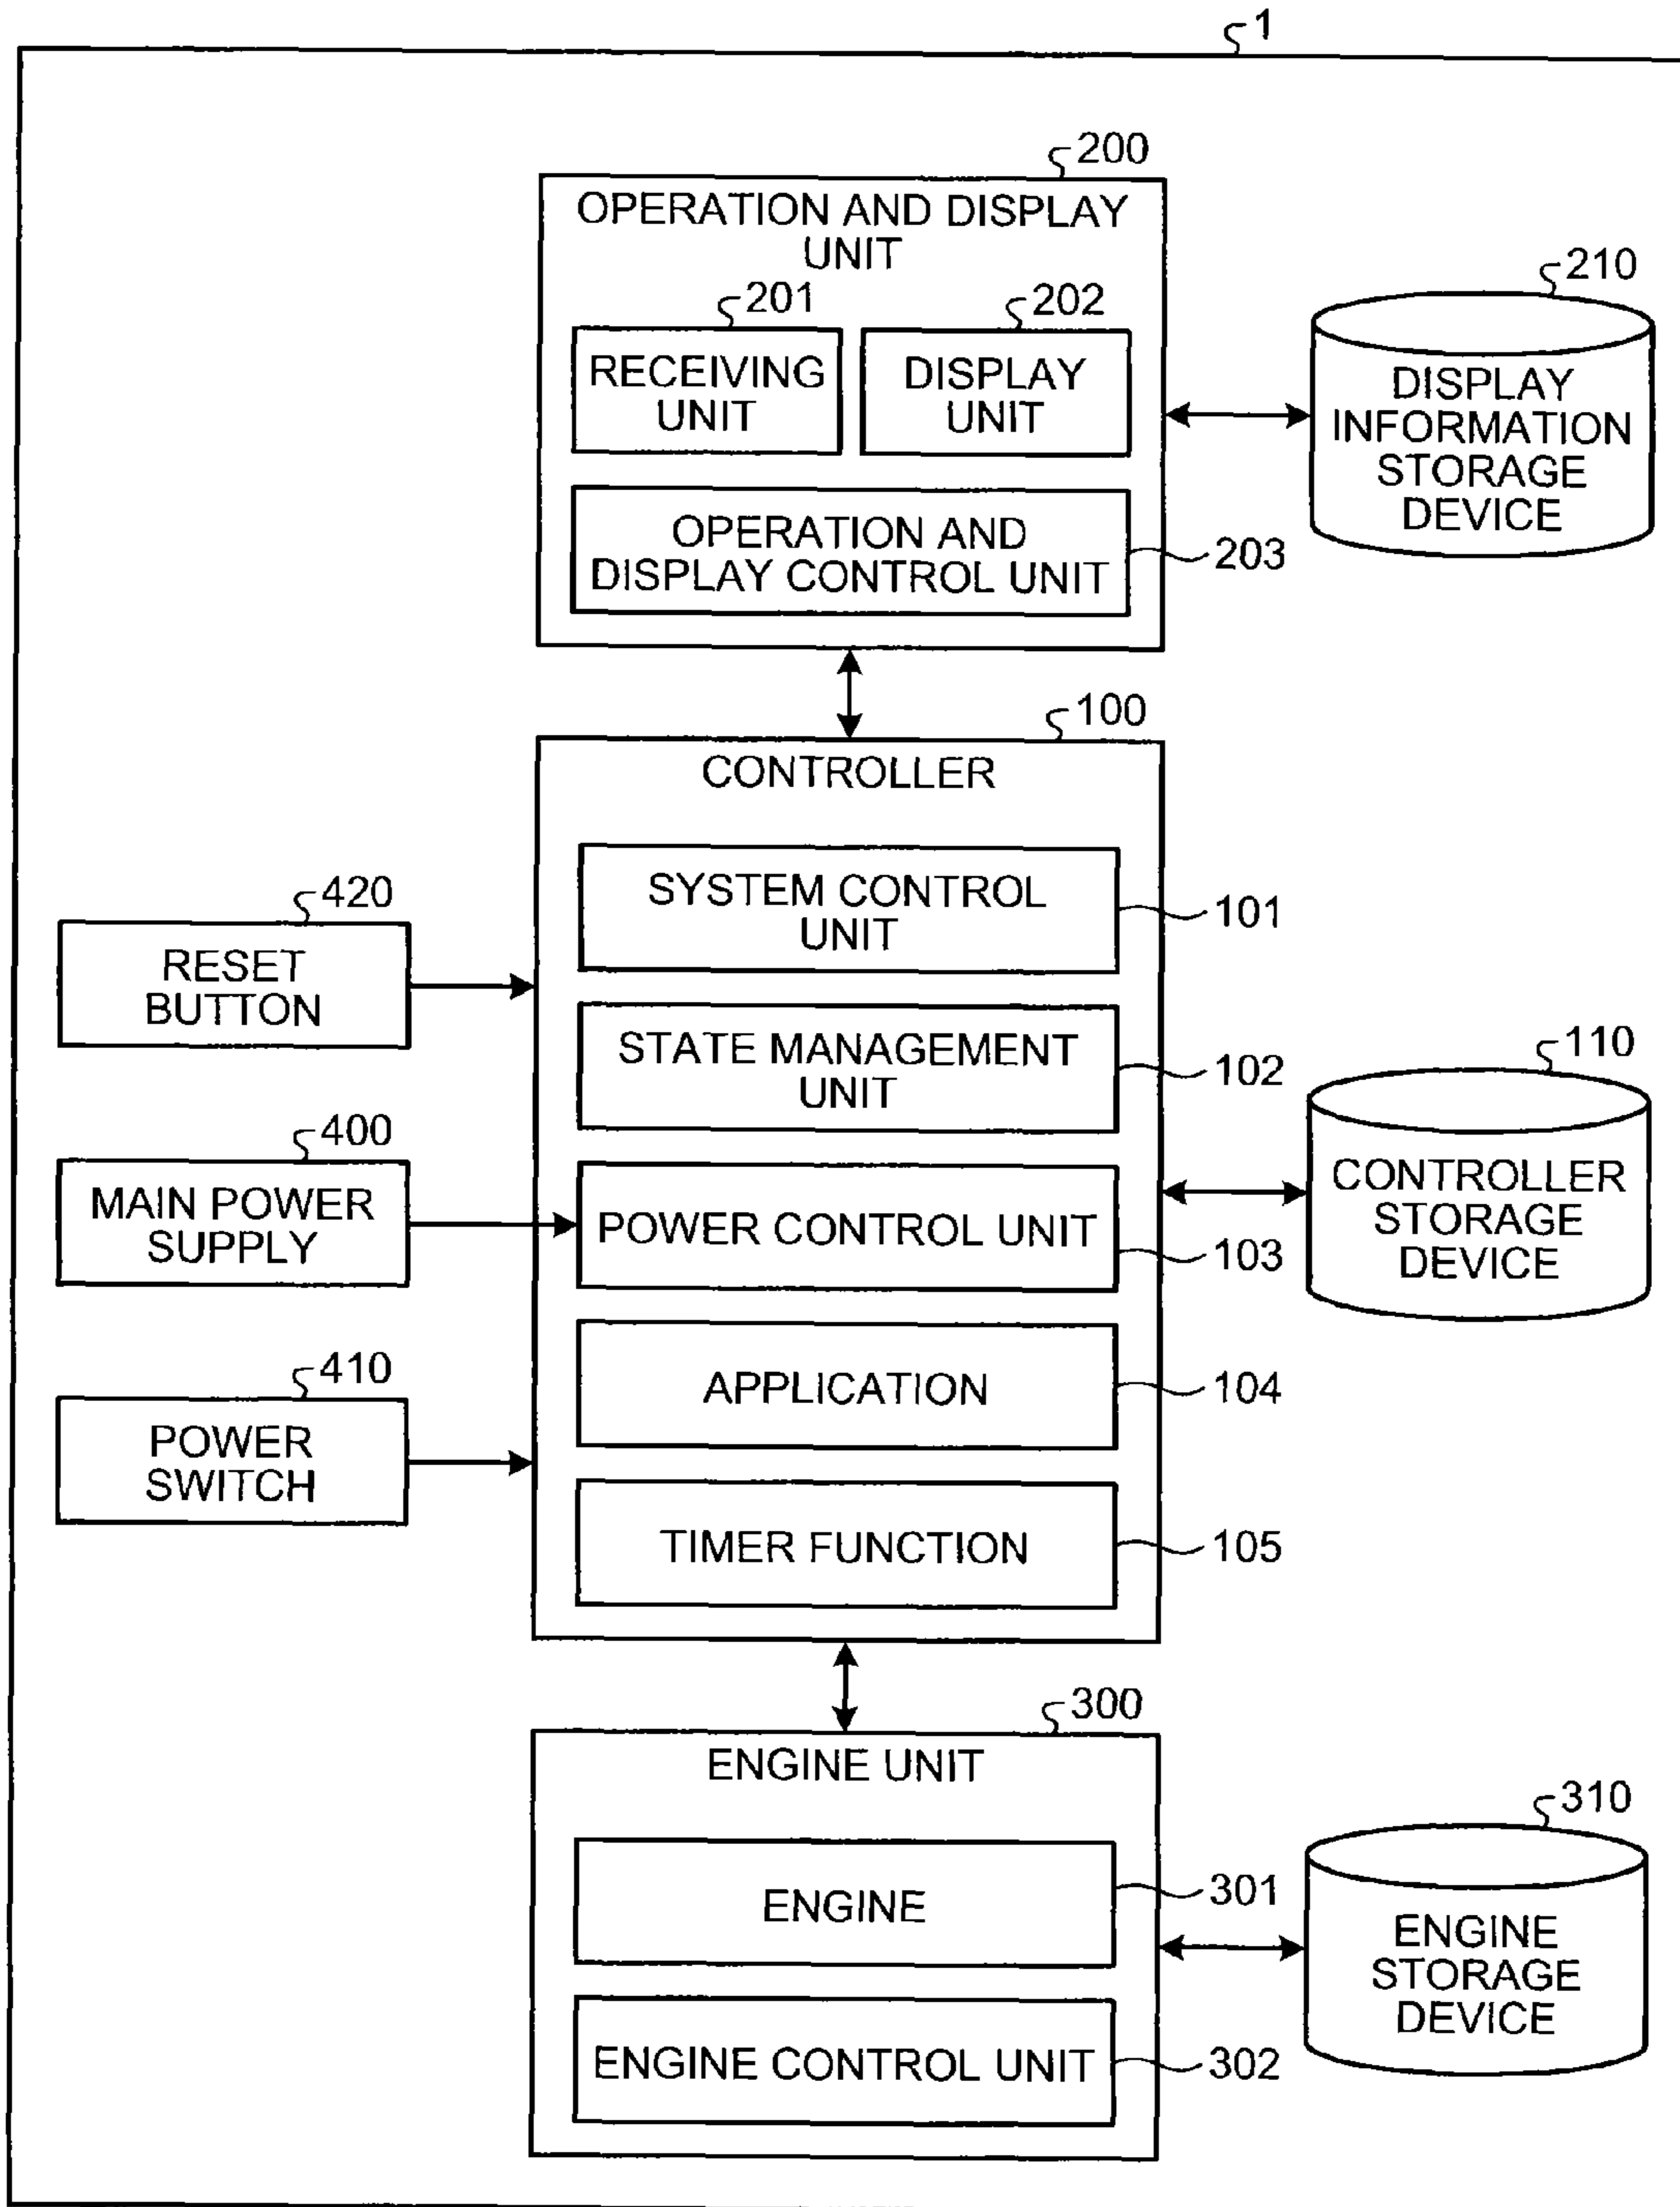 1
200
OPERATION AND DISPLAY
UNIT
201
RECEIVING
UNIT
202
DISPLAY
UNIT
OPERATION AND
DISPLAY CONTROL UNIT
203
210
DISPLAY
INFORMATION
STORAGE
DEVICE
100
CONTROLLER
SYSTEM CONTROL
UNIT
101
STATE MANAGEMENT
UNIT
102
POWER CONTROL UNIT
103
APPLICATION
104
TIMER FUNCTION
105
420
RESET
BUTTON
400
MAIN POWER
SUPPLY
410
POWER
SWITCH
110
CONTROLLER
STORAGE
DEVICE
300
ENGINE UNIT
ENGINE
301
ENGINE CONTROL UNIT
302
310
ENGINE
STORAGE
DEVICE